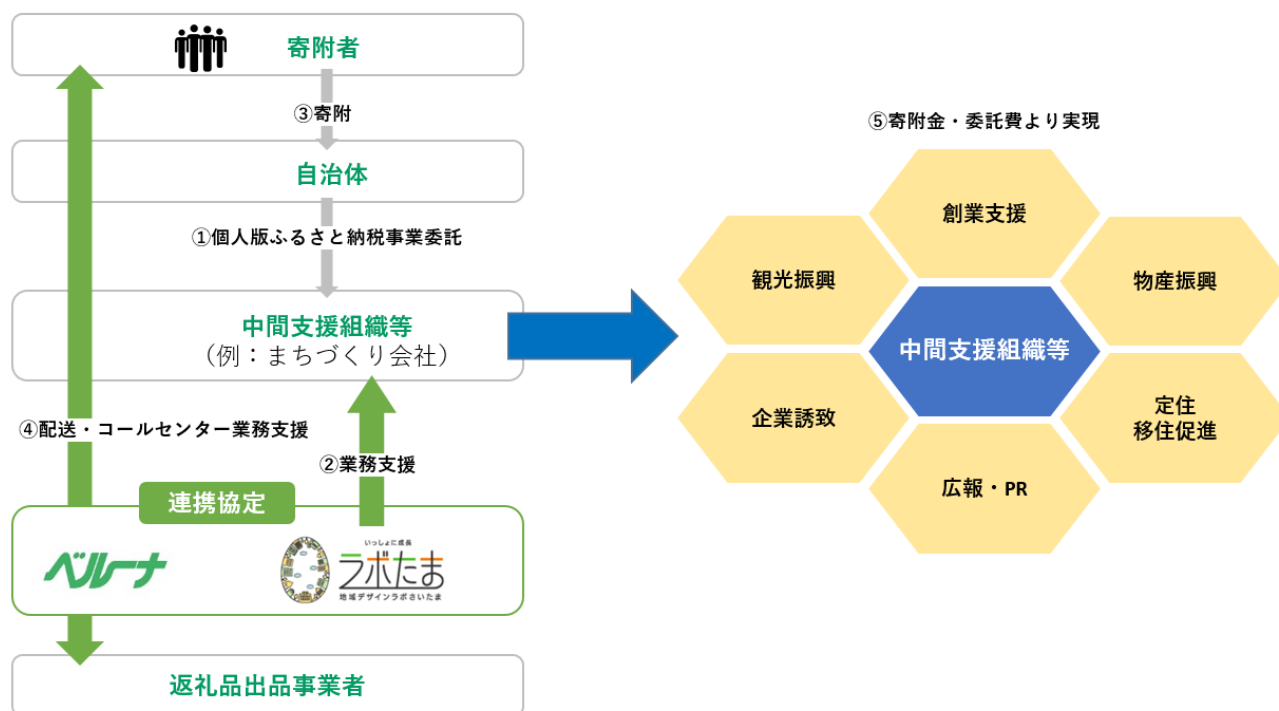 寄附者
③寄附
自治体
①個人版ふるさと納税事業委託
中間支援組織等
（例：まちづくり会社）
④配送・コールセンター業務支援
②業務支援
連携協定
ベルーナ
いっしょに成長
ラボたま
地域デザインラボさいたま
返礼品出品事業者
⑤寄附金・委託費より実現
創業支援
観光振興
物産振興
中間支援組織等
企業誘致
定住
移住促進
広報・PR